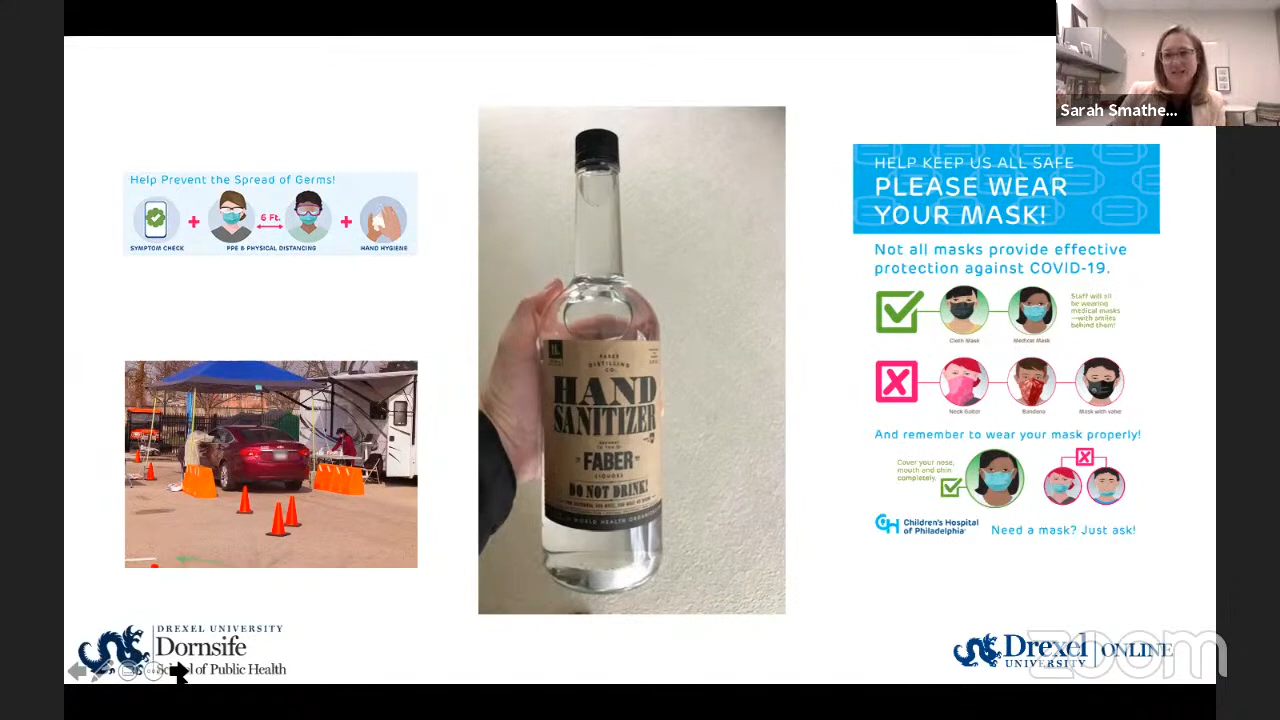 Sarah Smathe...
Help Prevent the Spread of Germs!
6 Ft.
SYMPTOM CHECK
PPE & PHYSICAL DISTANCING
HAND HYGIENE
FABER
DISTILLING
CO.
HAND
SANITIZER
FABER
LIQUORS
DO NOT DRINK!
WORLD HEALTH
HELP KEEP US ALL SAFE
PLEASE WEAR
YOUR MASK!
Not all masks provide effective
protection against COVID-19.
Cloth Mask
Medical Mask
Staff will all
be wearing
medical masks
—with smiles
behind them!
Neck Gaiter
Bandana
Mask with valve
And remember to wear your mask properly!
Cover your nose,
mouth and chin
completely.
Children's Hospital
of Philadelphia
Need a mask? Just ask!
DREXEL UNIVERSITY
Dornsife
School of Public Health
Drexel
UNIVERSITY
ONLINE
zoom